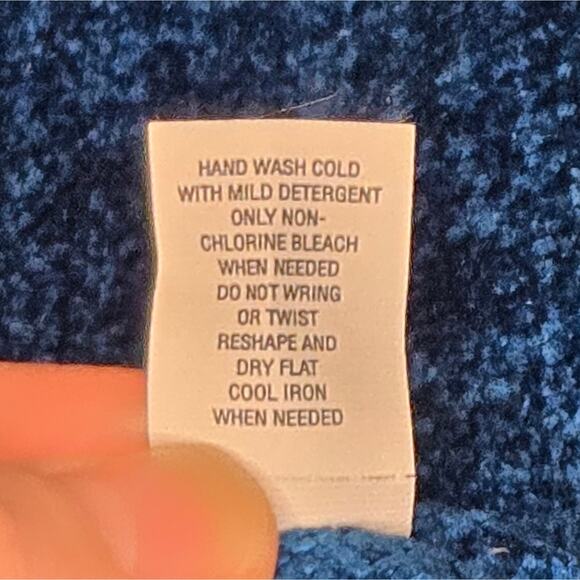 HAND WASH COLD
WITH MILD DETERGENT
ONLY NON-
CHLORINE BLEACH
WHEN NEEDED
DO NOT WRING
OR TWIST
RESHAPE AND
DRY FLAT
COOL IRON
WHEN NEEDED